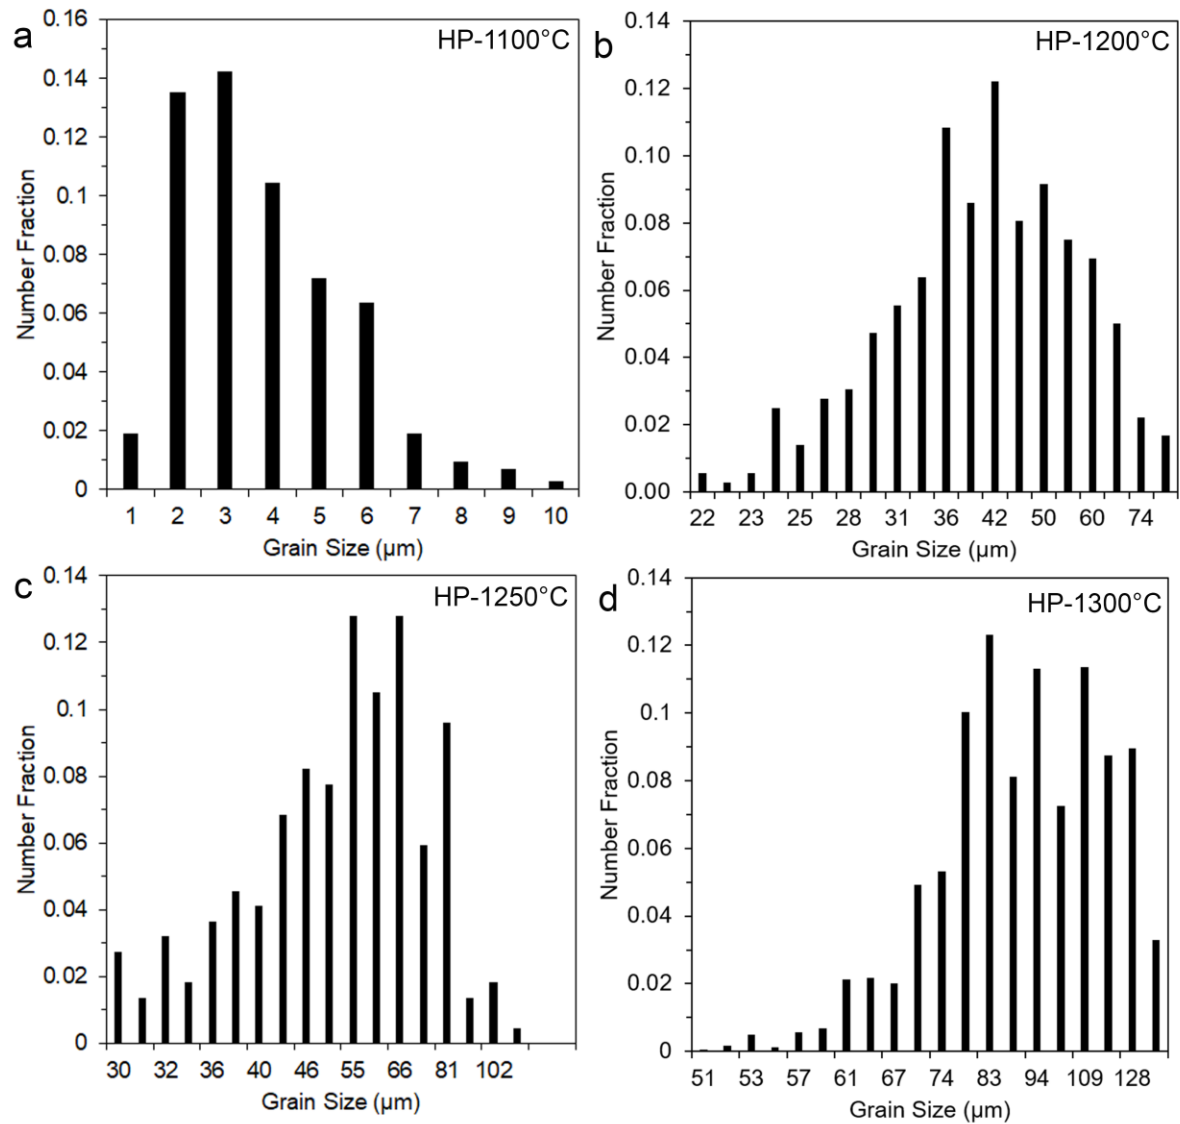 a
HP-1100°C
0.16
0.14
0.12
0.1
0.08
0.06
0.04
0.02
0
Number Fraction
1 2 3 4 5 6 7 8 9 10
Grain Size (µm)
b
HP-1200°C
0.14
0.12
0.10
0.08
0.06
0.04
0.02
0.00
Number Fraction
22 23 25 28 31 36 42 50 60 74
Grain Size (µm)
c
HP-1250°C
0.14
0.12
0.1
0.08
0.06
0.04
0.02
0
Number Fraction
30 32 36 40 46 55 66 81 102
Grain Size (µm)
d
HP-1300°C
0.14
0.12
0.1
0.08
0.06
0.04
0.02
0
Number Fraction
51 53 57 61 67 74 83 94 109 128
Grain Size (µm)